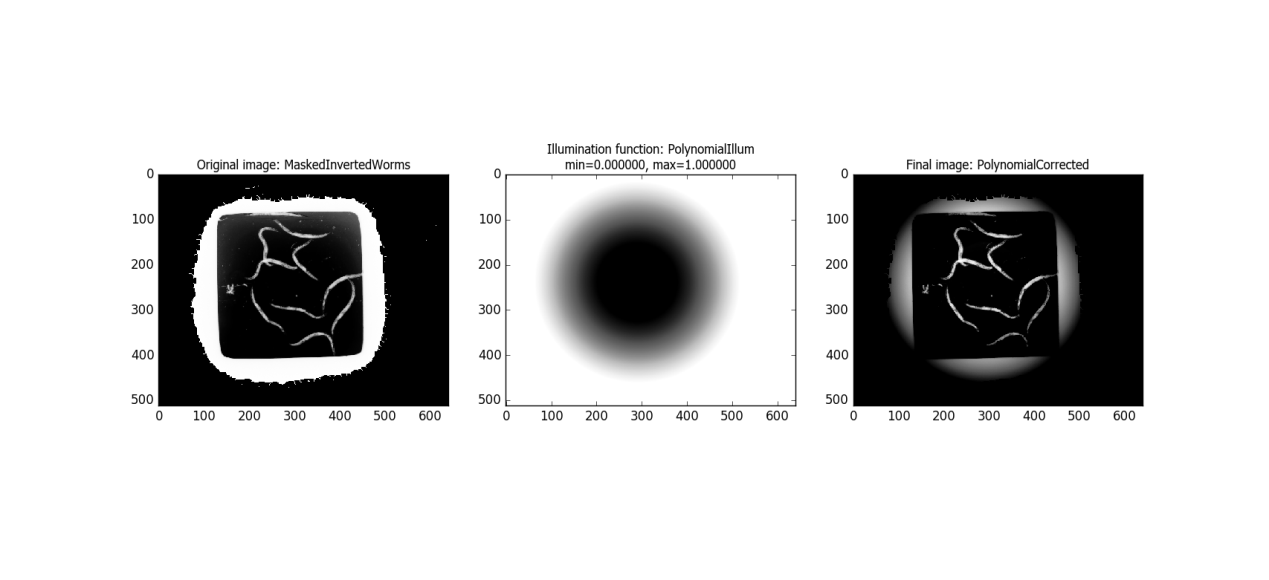 Original image: MaskedInvertedWorms
0
100
200
300
400
500
0 100 200 300 400 500 600
Illumination function: PolynomialIllum
min=0.000000, max=1.000000
0
100
200
300
400
500
0 100 200 300 400 500 600
Final image: PolynomialCorrected
0
100
200
300
400
500
0 100 200 300 400 500 600